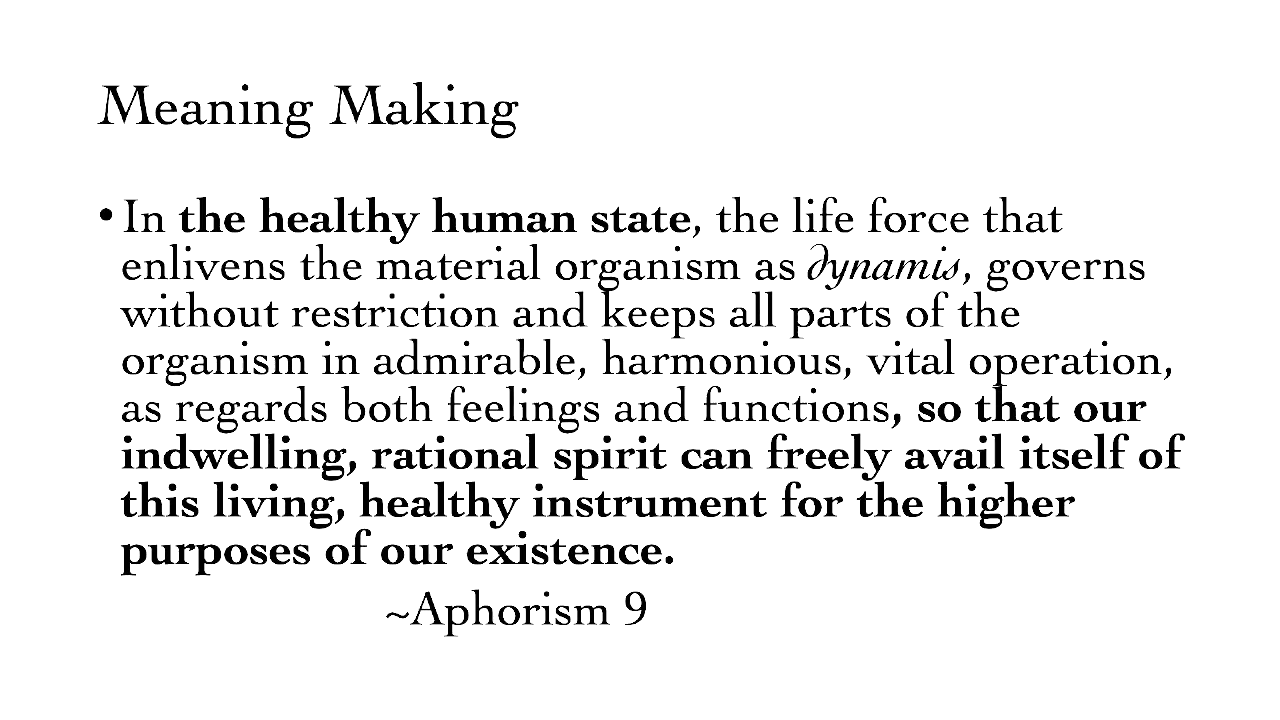 Meaning Making
• In the healthy human state, the life force that
enlivens the material organism as dynamis, governs
without restriction and keeps all parts of the
organism in admirable, harmonious, vital operation,
as regards both feelings and functions, so that our
indwelling, rational spirit can freely avail itself of
this living, healthy instrument for the higher
purposes of our existence.
~Aphorism 9